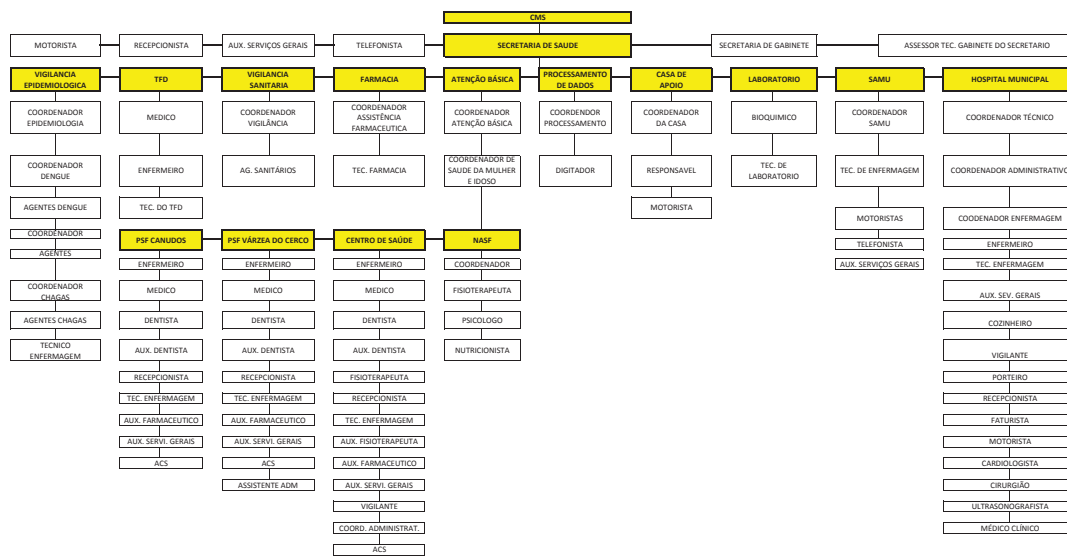 CMS
MOTORISTA
RECEPCIONISTA
AUX. SERVIÇOS GERAIS
TELEFONISTA
SECRETARIA DE SAUDE
SECRETARIA DE GABINETE
ASSESSOR TEC. GABINETE DO SECRETARIO
VIGILANCIA
EPIDEMIOLOGICA
TFD
VIGILANCIA
SANITARIA
FARMACIA
ATENÇÃO BÁSICA
PROCESSAMENTO
DE DADOS
CASA DE
APOIO
LABORATORIO
SAMU
HOSPITAL MUNICIPAL
COORDENADOR
EPIDEMIOLOGIA
MEDICO
COORDENADOR
VIGILÂNCIA
COORDENADOR
ASSISTÊNCIA
FARMACEUTICA
COORDENADOR
ATENÇÃO BÁSICA
COORDENDOR
PROCESSAMENTO
COORDENADOR
DA CASA
BIOQUIMICO
COORDENADOR
SAMU
COORDENADOR TÉCNICO
COORDENADOR
DENGUE
ENFERMEIRO
AG. SANITÁRIOS
TEC. FARMACIA
COORDENADOR DE
SAUDE DA MULHER
E IDOSO
DIGITADOR
RESPONSAVEL
TEC. DE
LABORATORIO
TEC. DE ENFERMAGEM
COORDENADOR ADMINISTRATIVO
AGENTES DENGUE
TEC. DO TFD
MOTORISTA
MOTORISTAS
COODENADOR ENFERMAGEM
COORDENADOR
AGENTES
COORDENADOR
CHAGAS
AGENTES CHAGAS
TECNICO
ENFERMAGEM
PSF CANUDOS
ENFERMEIRO
MEDICO
DENTISTA
AUX. DENTISTA
RECEPCIONISTA
TEC. ENFERMAGEM
AUX. FARMACEUTICO
AUX. SERVI. GERAIS
ACS
PSF VÁRZEA DO CERCO
ENFERMEIRO
MEDICO
DENTISTA
AUX. DENTISTA
RECEPCIONISTA
TEC. ENFERMAGEM
AUX. FARMACEUTICO
AUX. SERVI. GERAIS
ACS
ASSISTENTE ADM
CENTRO DE SAÚDE
ENFERMEIRO
MEDICO
DENTISTA
AUX. DENTISTA
FISIOTERAPEUTA
RECEPCIONISTA
TEC. ENFERMAGEM
AUX. FISIOTERAPEUTA
AUX. FARMACEUTICO
AUX. SERVI. GERAIS
VIGILANTE
COORD. ADMINISTRAT.
ACS
NASF
COORDENADOR
FISIOTERAPEUTA
PSICOLOGO
NUTRICIONISTA
TELEFONISTA
AUX. SERVIÇOS GERAIS
ENFERMEIRO
TEC. ENFERMAGEM
AUX. SEV. GERAIS
COZINHEIRO
VIGILANTE
PORTEIRO
RECEPCIONISTA
FATURISTA
MOTORISTA
CARDIOLOGISTA
CIRURGIÃO
ULTRASONOGRAFISTA
MÉDICO CLÍNICO